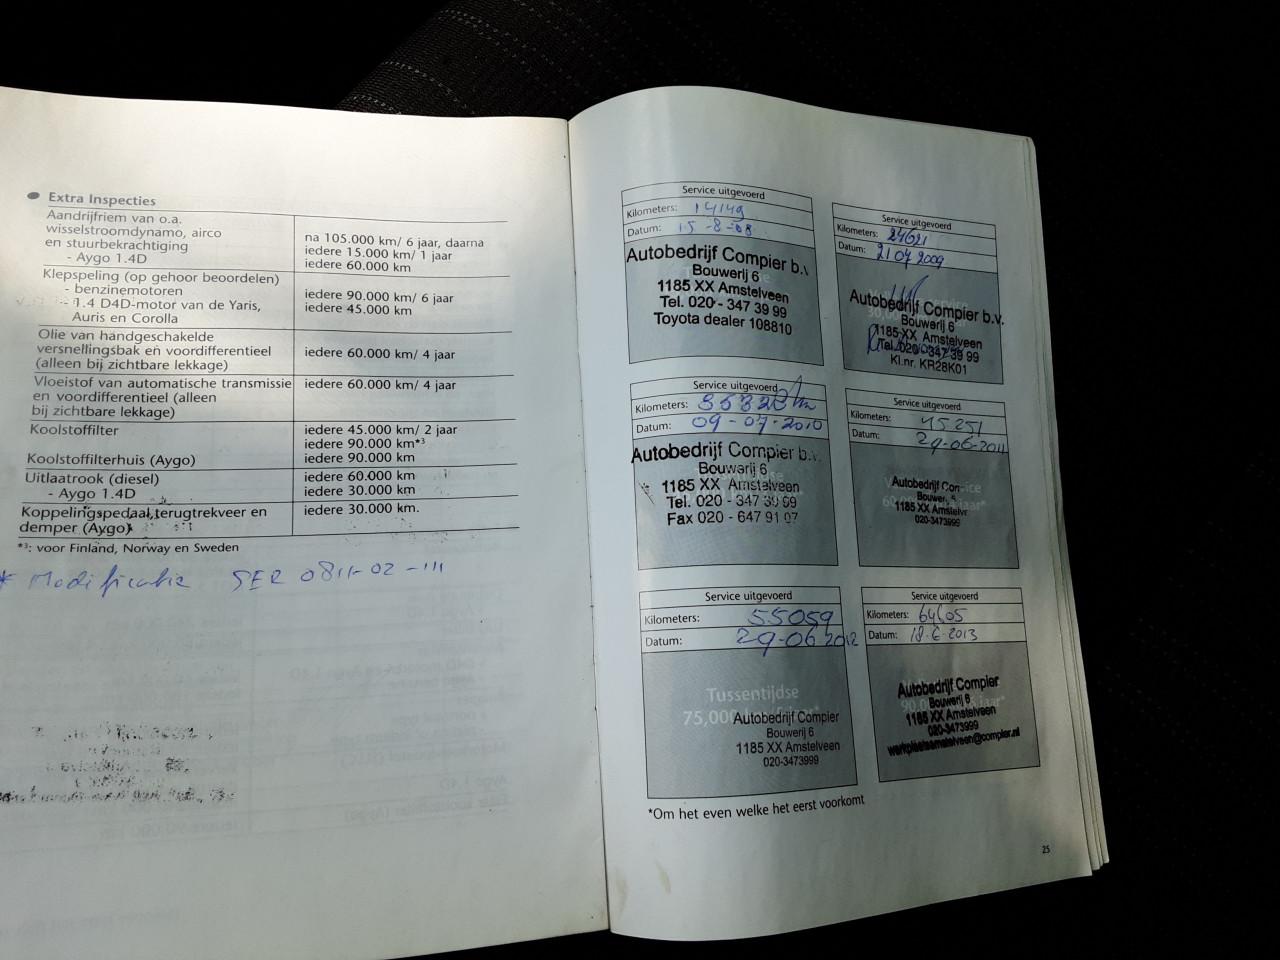 ● Extra Inspecties
Aandrijfriem van o.a.
wisselstroomdynamo, airco
en stuurbekrachtiging
- Aygo 1.4D
na 105.000 km/ 6 jaar, daarna
iedere 15.000 km/ 1 jaar
iedere 60.000 km
Klepspeling (op gehoor beoordelen)
- benzinemotoren
- 1.4 D4D-motor van de Yaris,
Auris en Corolla
iedere 90.000 km/ 6 jaar
iedere 45.000 km
Olie van handgeschakelde
versnellingsbak en voordifferentieel
(alleen bij zichtbare lekkage)
iedere 60.000 km/ 4 jaar
Vloeistof van automatische transmissie
en voordifferentieel (alleen
bij zichtbare lekkage)
iedere 60.000 km/ 4 jaar
Koolstoffilter
iedere 45.000 km/ 2 jaar
iedere 90.000 km*3
Koolstoffilterhuis (Aygo)
iedere 90.000 km
Uitlaatrook (diesel)
- Aygo 1.4D
iedere 60.000 km
iedere 30.000 km
Koppelingspedaal,terugtrekveer en
demper (Aygo)
iedere 30.000 km.
*3: voor Finland, Norway en Sweden
* Modificatie SER 0811-02-111
Service uitgevoerd
Kilometers: 14149
Datum: 15-8-08
Autobedrijf Compier b.v.
Bouwerij 6
1185 XX Amstelveen
Tel. 020 - 347 39 99
Toyota dealer 108810
Service uitgevoerd
Kilometers: 24621
Datum: 21 07 2009
Autobedrijf Compier b.v.
Bouwerij 6
1185 XX Amstelveen
Tel. 020 - 347 39 99
Kl.nr. KR28K01
Service uitgevoerd
Kilometers: 35320 km
Datum: 09-07-2010
Autobedrijf Compier b.v.
Bouwerij 6
1185 XX Amstelveen
Tel. 020 - 347 39 99
Fax 020 - 647 91 07
Service uitgevoerd
Kilometers: 45251
Datum: 29-06-2011
Autobedrijf Com
Bouwerij 6
1185 XX Amstelv
020-3473999
Service uitgevoerd
Kilometers: 55059
Datum: 29-06 2012
Tussentijdse
75,000
Autobedrijf Compier
Bouwerij 6
1185 XX Amstelveen
020-3473999
Service uitgevoerd
Kilometers: 64605
Datum: 18-6-2013
Autobedrijf Compier
Bouwerij 6
1185 XX Amstelveen
020-3473999
werkplaatsamstelveen@compier.nl
*Om het even welke het eerst voorkomt
25